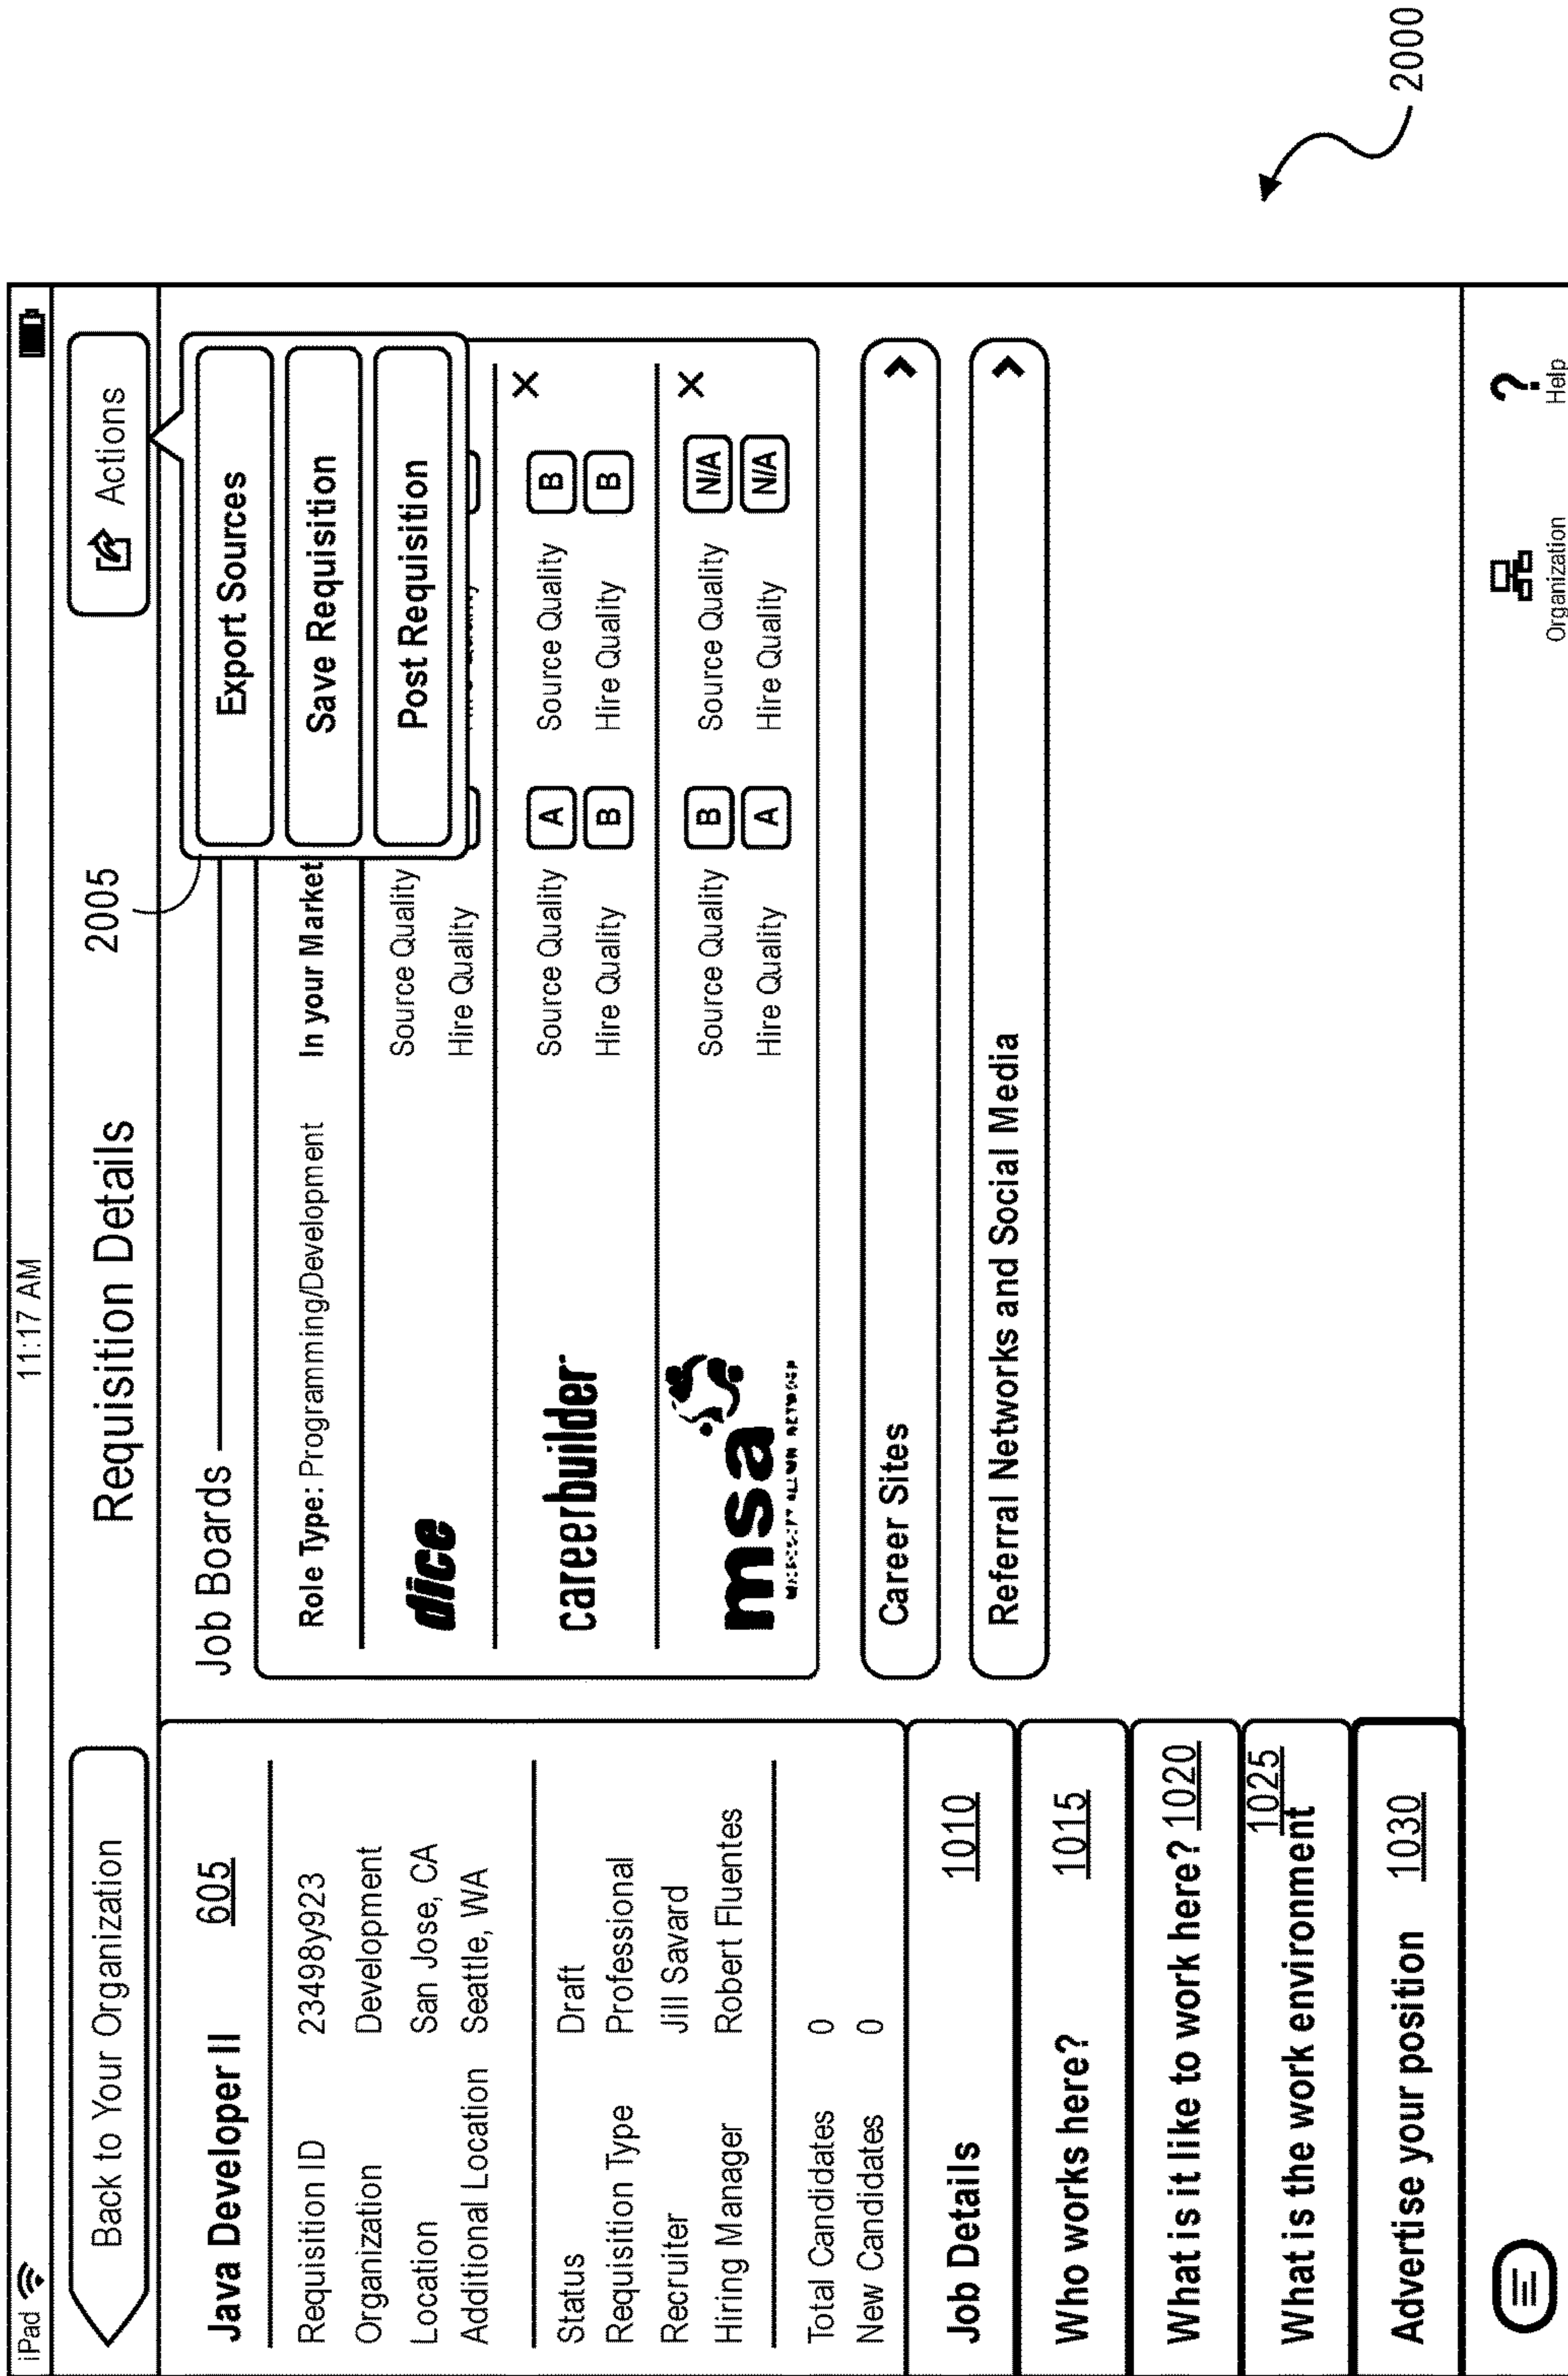 iPad 11:17 AM
Back to Your Organization
Requisition Details
2005
Actions
Java Developer II 605
Requisition ID 23498y923
Organization Development
Location San Jose, CA
Additional Location Seattle, WA
Status Draft
Requisition Type Professional
Recruiter Jill Savard
Hiring Manager Robert Fluentes
Total Candidates 0
New Candidates 0
Job Details 1010
Who works here? 1015
What is it like to work here? 1020
What is the work environment 1025
Advertise your position 1030
Job Boards
Export Sources
Save Requisition
Post Requisition
Role Type: Programming/Development In your Market
dice
Source Quality
Hire Quality
careerbuilder
Source Quality A Source Quality B X
Hire Quality B Hire Quality B
msa
Source Quality B Source Quality N/A X
Hire Quality A Hire Quality N/A
Career Sites
Referral Networks and Social Media
Organization
? Help
2000